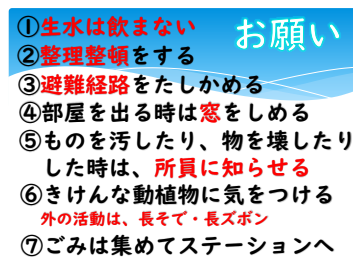 お願い
①生水は飲まない
②整理整頓をする
③避難経路をたしかめる
④部屋を出る時は窓をしめる
⑤ものを汚したり、物を壊したり
した時は、所員に知らせる
⑥きけんな動植物に気をつける
外の活動は、長そで・長ズボン
⑦ごみは集めてステーションへ